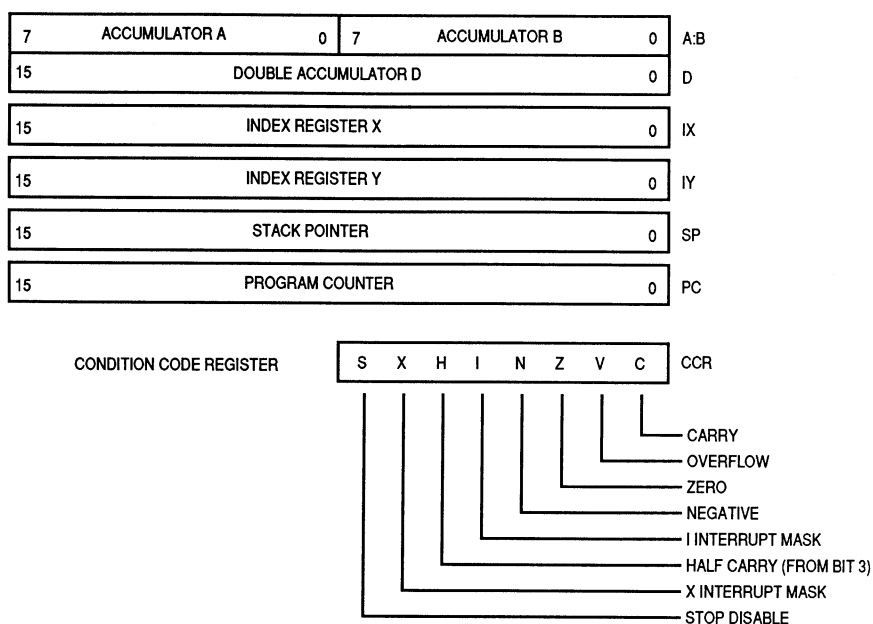 7 ACCUMULATOR A 0 7 ACCUMULATOR B 0 A:B
15 DOUBLE ACCUMULATOR D 0 D
15 INDEX REGISTER X 0 IX
15 INDEX REGISTER Y 0 IY
15 STACK POINTER 0 SP
15 PROGRAM COUNTER 0 PC
CONDITION CODE REGISTER S X H I N Z V C CCR
CARRY
OVERFLOW
ZERO
NEGATIVE
I INTERRUPT MASK
HALF CARRY (FROM BIT 3)
X INTERRUPT MASK
STOP DISABLE